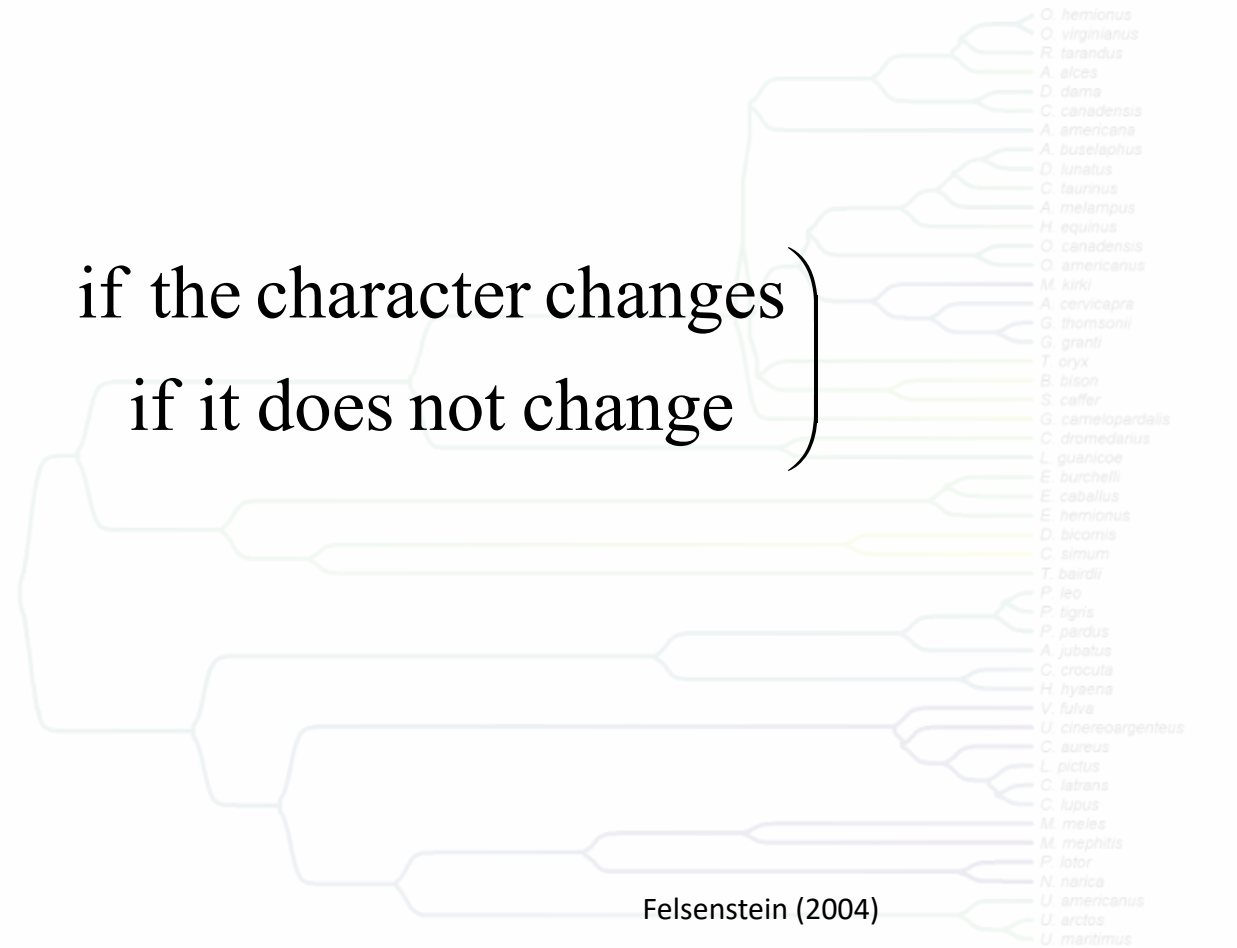 O. hemionus
O. virginianus
R. tarandus
A. alces
D. dama
C. canadensis
A. americana
A. buselaphus
D. lunatus
C. taurinus
A. melampus
H. equinus
O. canadensis
O. americanus
if the character changes
M. kirki
A. cervicapra
G. thomsonii
G. granti
T. oryx
B. bison
S. caffer
if it does not change
G. camelopardalis
C. dromedarius
L. guanicoe
E. burchelli
E. caballus
E. hemionus
D. bicornis
C. simum
T. bairdii
P. leo
P. tigris
P. pardus
A. jubatus
C. crocuta
H. hyaena
V. fulva
U. cinereoargenteus
C. aureus
L. pictus
C. latrans
C. lupus
M. meles
M. mephitis
P. lotor
N. narica
U. americanus
Felsenstein (2004)
U. arctos
U. maritimus